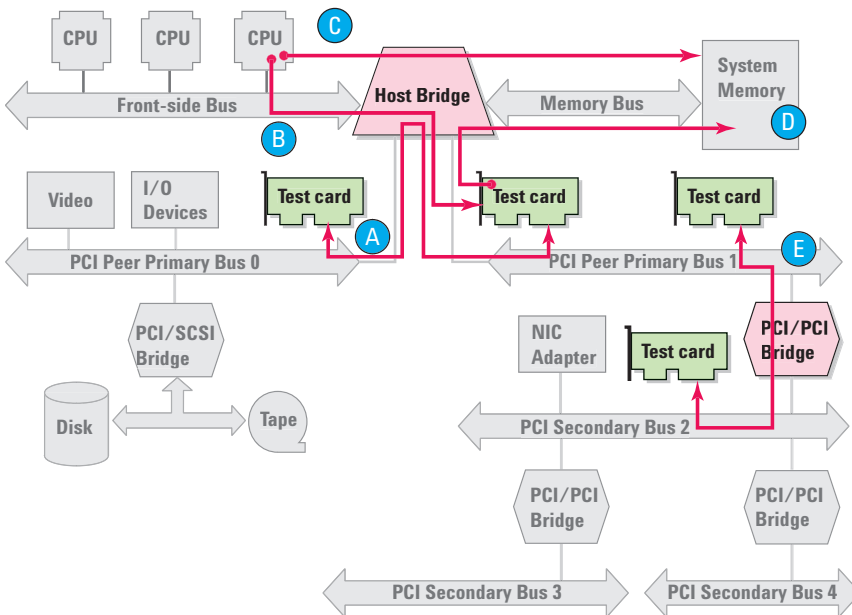 CPU
CPU
CPU
C
Host Bridge
System
Memory
Front-side Bus
Memory Bus
B
D
Video
I/O
Devices
Test card
A
Test card
Test card
E
PCI Peer Primary Bus 0
PCI Peer Primary Bus 1
PCI/SCSI
Bridge
NIC
Adapter
Test card
PCI/PCI
Bridge
Disk
Tape
PCI Secondary Bus 2
PCI/PCI
Bridge
PCI/PCI
Bridge
PCI Secondary Bus 3
PCI Secondary Bus 4